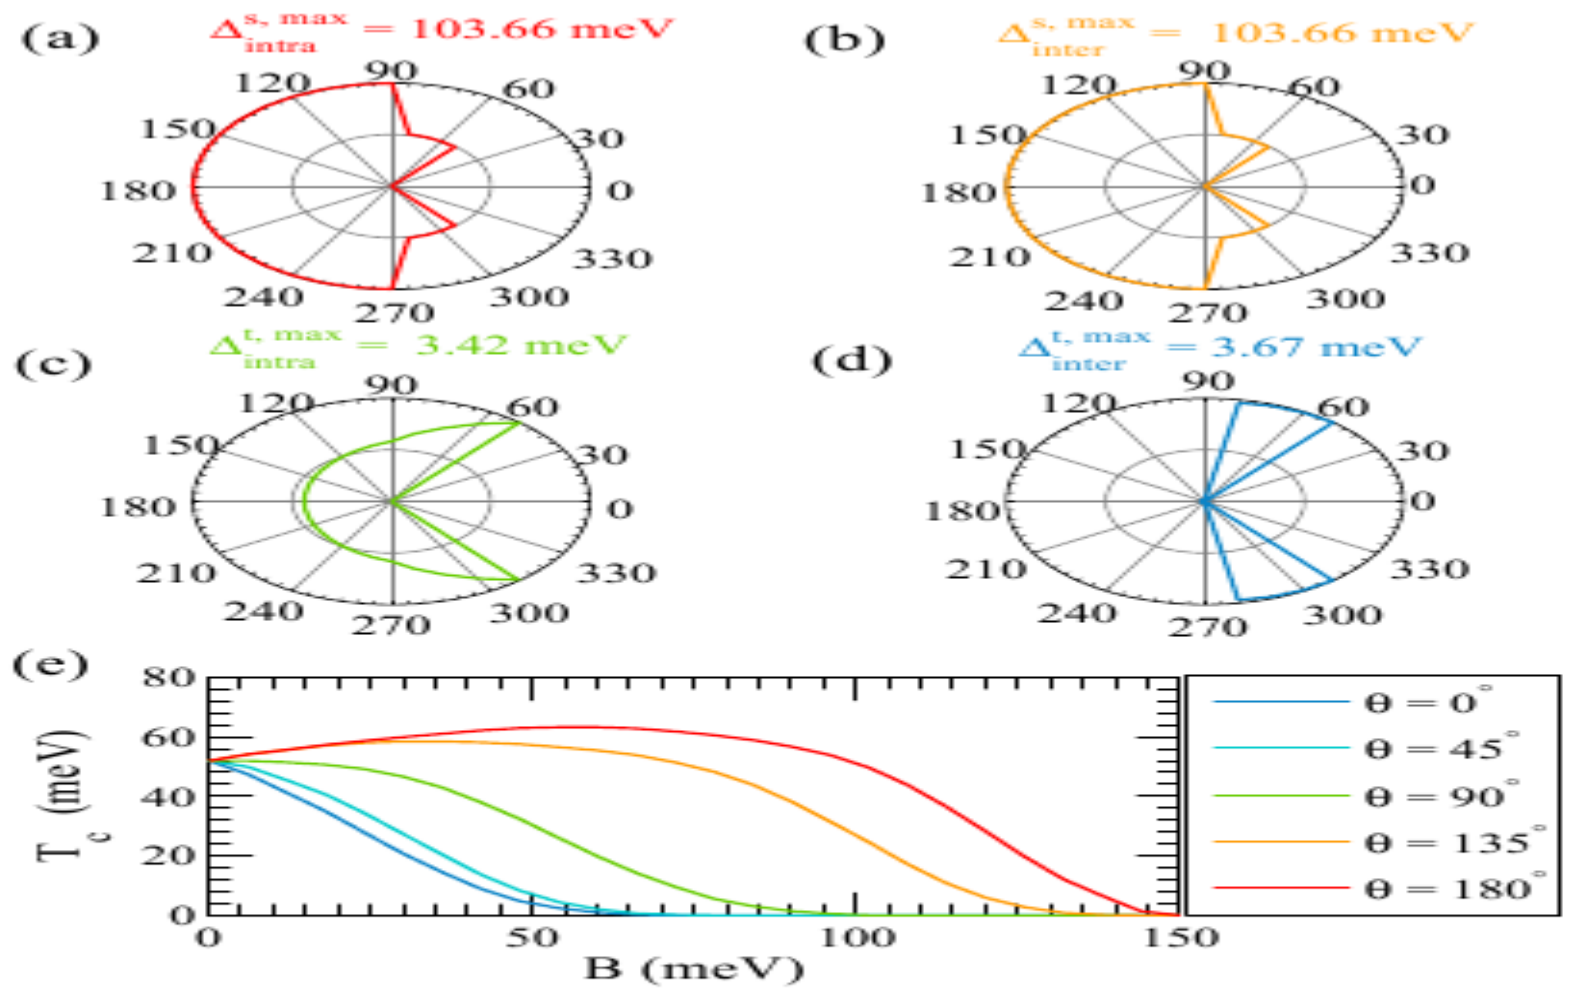 (a) Δ^{s, max}_{intra} = 103.66 meV
90
120 60
150 30
180 0
210 330
240 300
270
(b) Δ^{s, max}_{inter} = 103.66 meV
90
120 60
150 30
180 0
210 330
240 300
270
(c) Δ^{t, max}_{intra} = 3.42 meV
90
120 60
150 30
180 0
210 330
240 300
270
(d) Δ^{t, max}_{inter} = 3.67 meV
90
120 60
150 30
180 0
210 330
240 300
270
(e)
80
60
40
20
0
T_c (meV)
0 50 100 150
B (meV)
θ = 0°
θ = 45°
θ = 90°
θ = 135°
θ = 180°